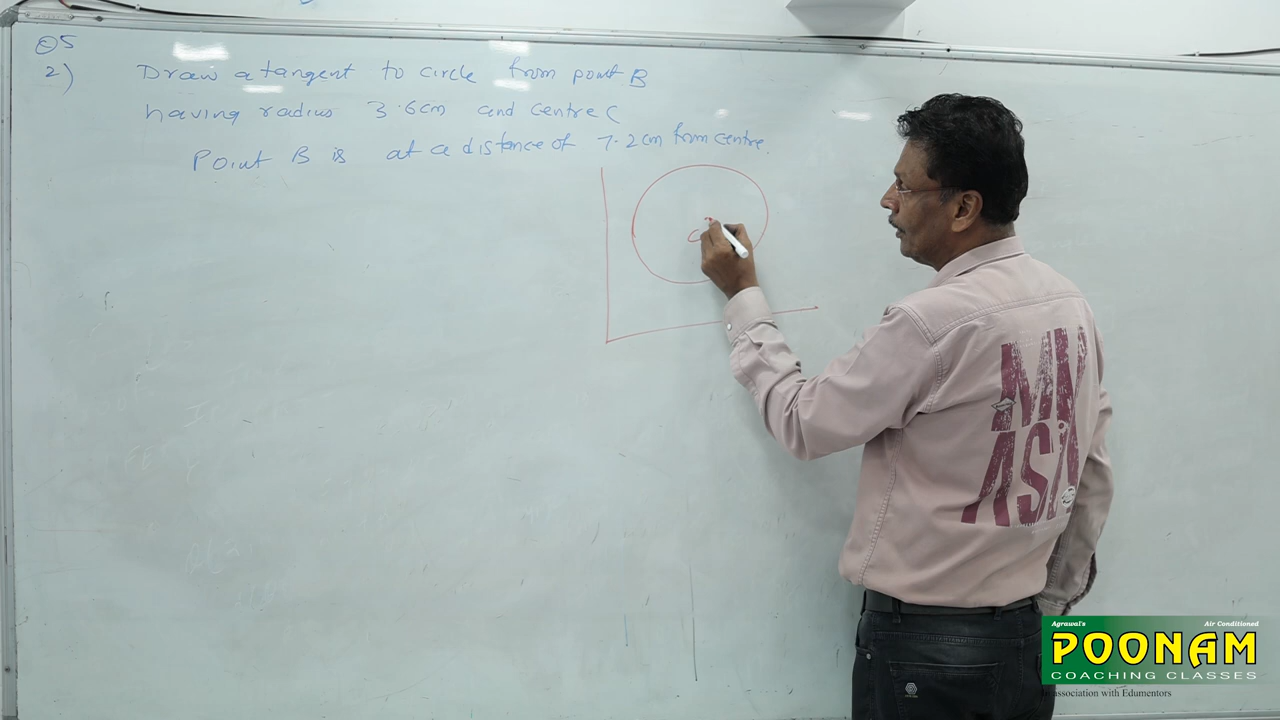 Q5
2) Draw a tangent to circle from point B
having radius 3.6cm and centre C
Point B is at a distance of 7.2cm from centre.
C
Agrawal's Air Conditioned
POONAM
COACHING CLASSES
In association with Edumentors